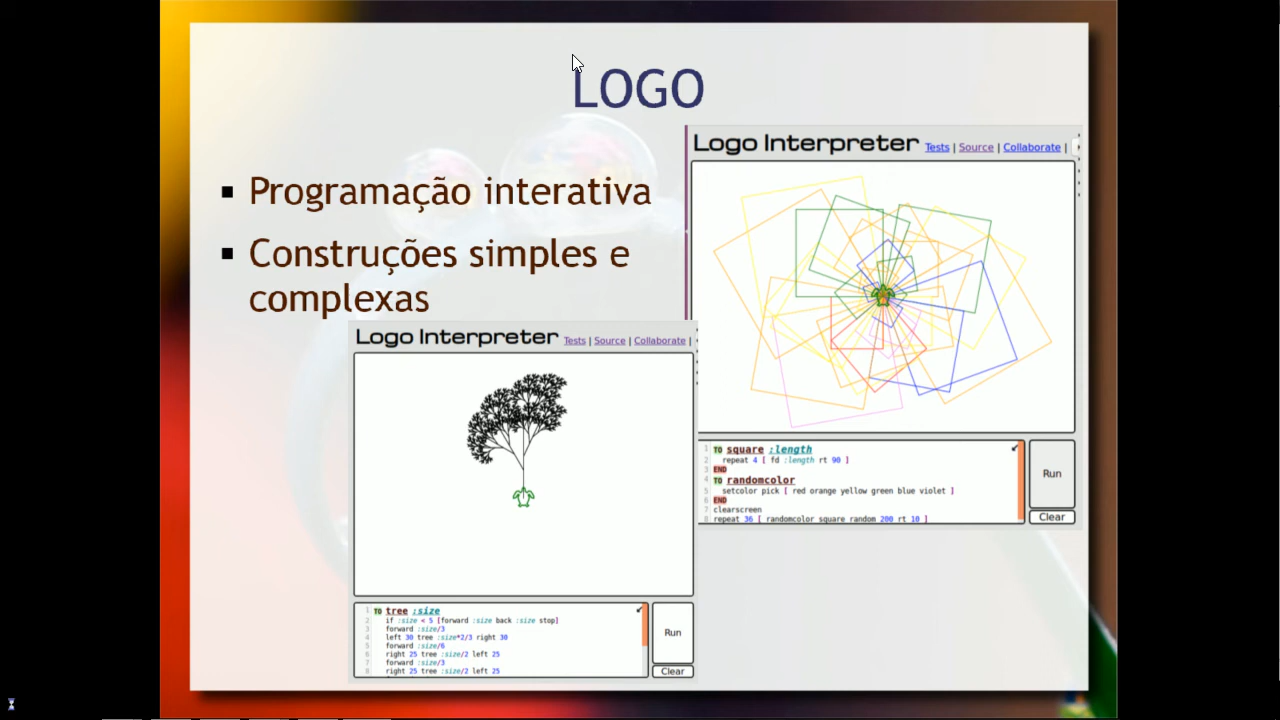 LOGO
▪ Programação interativa
▪ Construções simples e
complexas
Logo Interpreter Tests | Source | Collaborate |
1 TO square :length
2 repeat 4 [ fd :length rt 90 ]
3 END
4 TO randomcolor
5 setcolor pick [ red orange yellow green blue violet ]
6 END
7 clearscreen
8 repeat 36 [ randomcolor square random 200 rt 10 ]
Run
Clear
Logo Interpreter Tests | Source | Collaborate |
1 TO tree :size
2 if :size < 5 [forward :size back :size stop]
3 forward :size/3
4 left 30 tree :size*2/3 right 30
5 forward :size/6
6 right 25 tree :size/2 left 25
7 forward :size/3
8 right 25 tree :size/2 left 25
Run
Clear